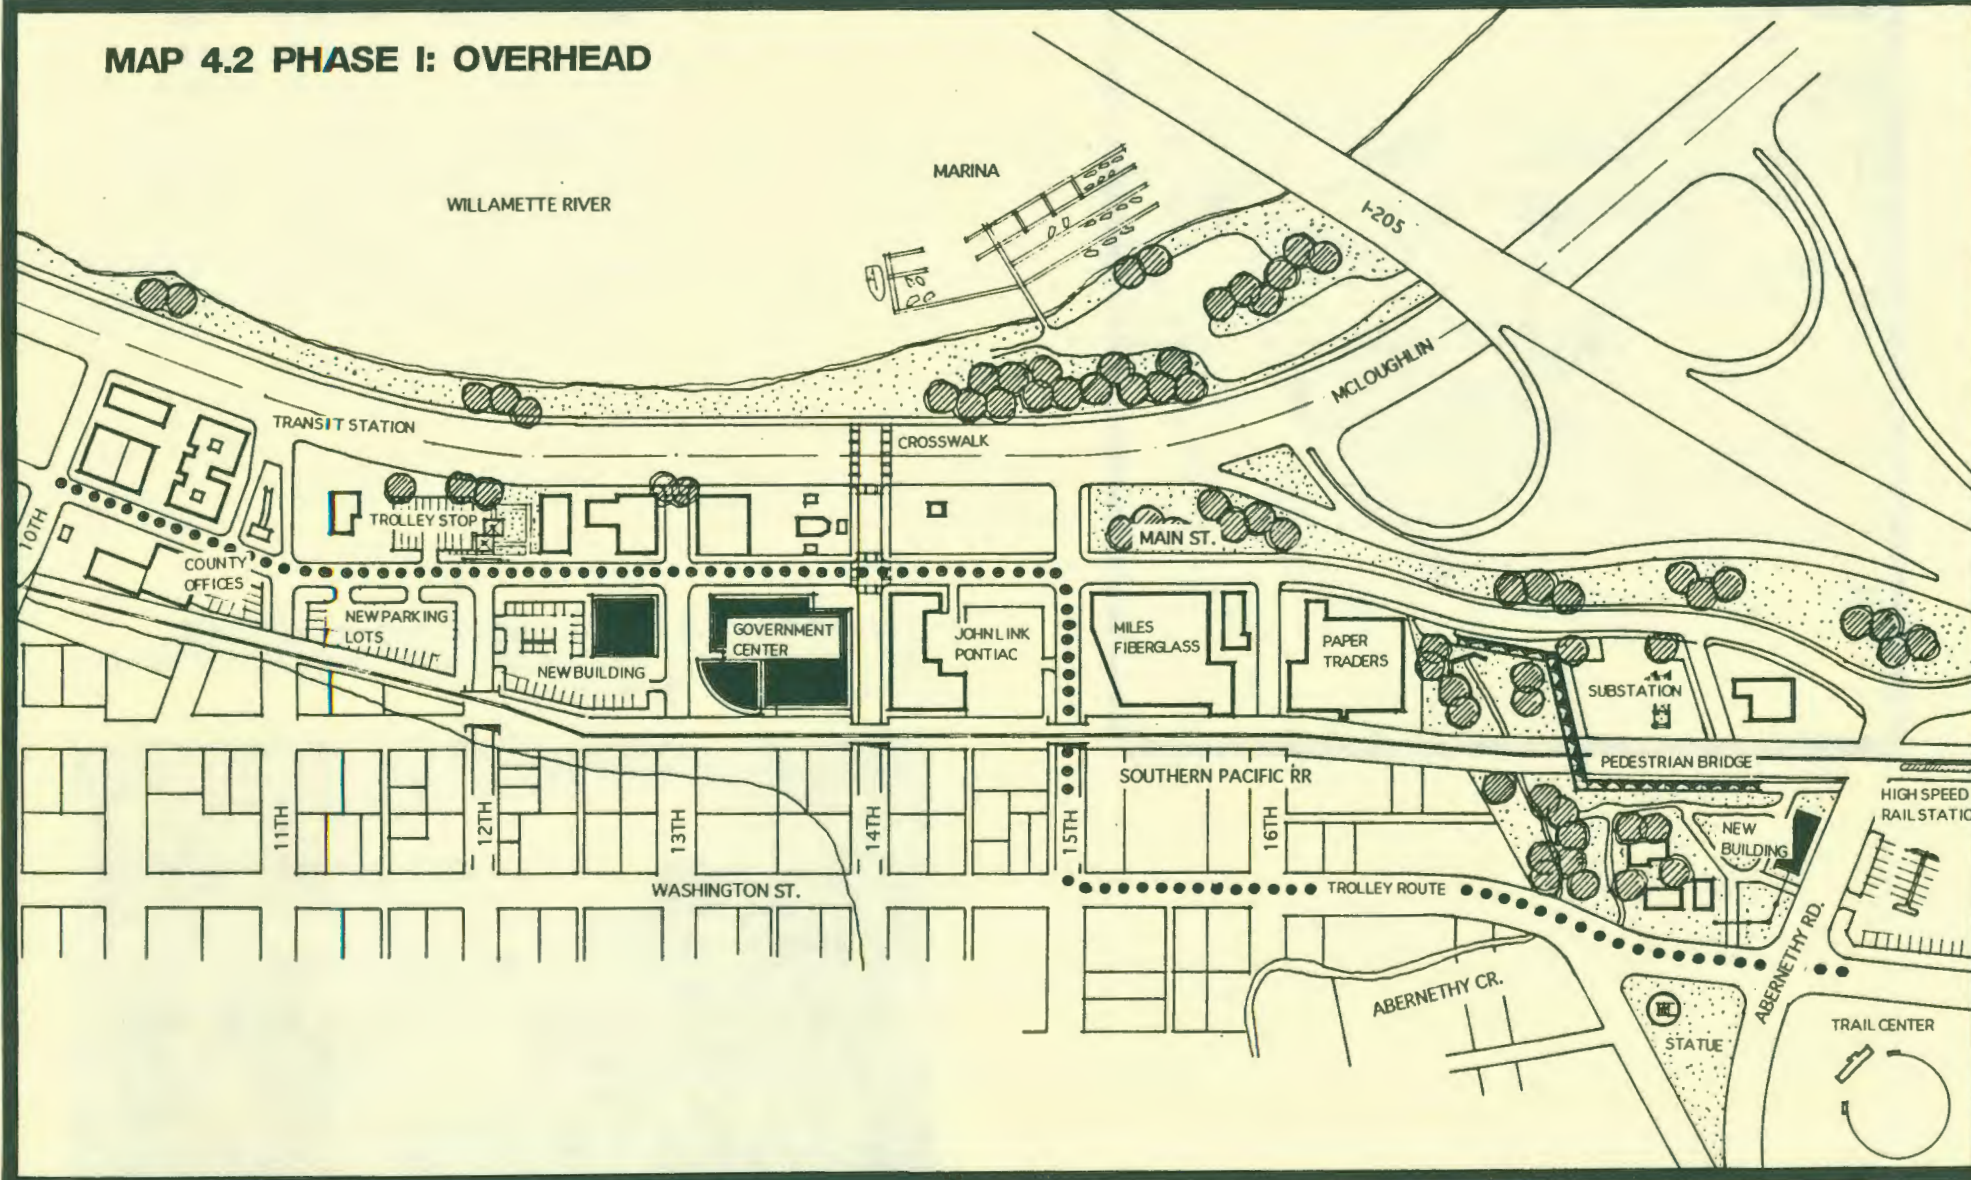 MAP 4.2 PHASE I: OVERHEAD
MARINA
WILLAMETTE RIVER
I-205
MCLOUGHLIN
TRANSIT STATION
CROSSWALK
10TH
TROLLEY STOP
MAIN ST.
COUNTY
OFFICES
NEW PARKING
LOTS
NEW BUILDING
GOVERNMENT
CENTER
JOHN LINK
PONTIAC
MILES
FIBERGLASS
PAPER
TRADERS
SUBSTATION
PEDESTRIAN BRIDGE
SOUTHERN PACIFIC RR
HIGH SPEED
RAIL STATIO
11TH
12TH
13TH
14TH
15TH
16TH
NEW
BUILDING
WASHINGTON ST.
TROLLEY ROUTE
ABERNETHY RD.
ABERNETHY CR.
STATUE
TRAIL CENTER